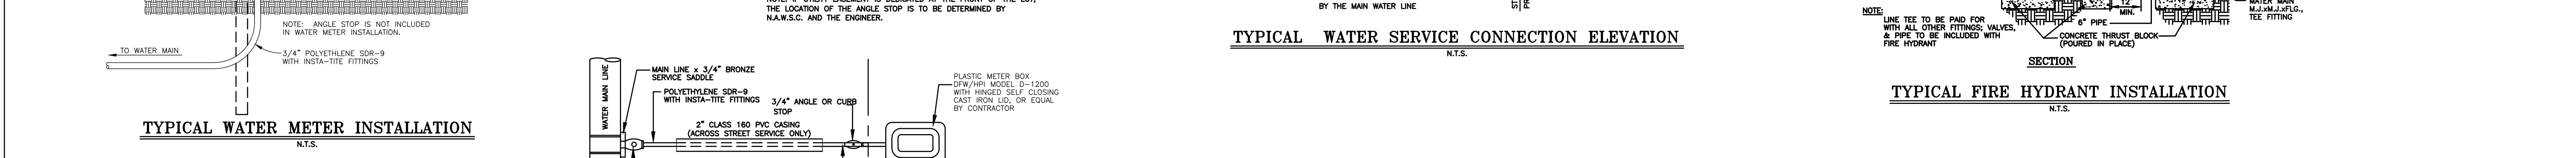 NOTE: ANGLE STOP IS NOT INCLUDED
IN WATER METER INSTALLATION.
TO WATER MAIN
3/4" POLYETHLENE SDR-9
WITH INSTA-TITE FITTINGS
TYPICAL WATER METER INSTALLATION
N.T.S.
THE LOCATION OF THE ANGLE STOP IS TO BE DETERMINED BY
N.A.W.S.C. AND THE ENGINEER.
WATER MAIN LINE
MAIN LINE x 3/4" BRONZE
SERVICE SADDLE
POLYETHYLENE SDR-9
WITH INSTA-TITE FITTINGS
3/4" ANGLE OR CURB
STOP
2" CLASS 160 PVC CASING
(ACROSS STREET SERVICE ONLY)
PLASTIC METER BOX
DFW/HPI MODEL D-1200
WITH HINGED SELF CLOSING
CAST IRON LID, OR EQUAL
BY CONTRACTOR
BY THE MAIN WATER LINE
TYPICAL WATER SERVICE CONNECTION ELEVATION
N.T.S.
NOTE:
LINE TEE TO BE PAID FOR
WITH ALL OTHER FITTINGS; VALVES,
& PIPE TO BE INCLUDED WITH
FIRE HYDRANT
12"
MIN.
6" PIPE
CONCRETE THRUST BLOCK
(POURED IN PLACE)
M.J.xM.J.xFLG.,
TEE FITTING
SECTION
TYPICAL FIRE HYDRANT INSTALLATION
N.T.S.